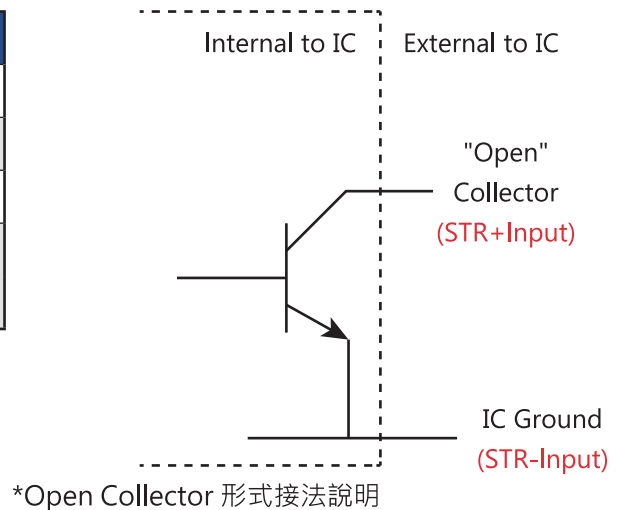 Internal to IC
External to IC
"Open"
Collector
(STR+Input)
IC Ground
(STR-Input)
*Open Collector 形式接法說明